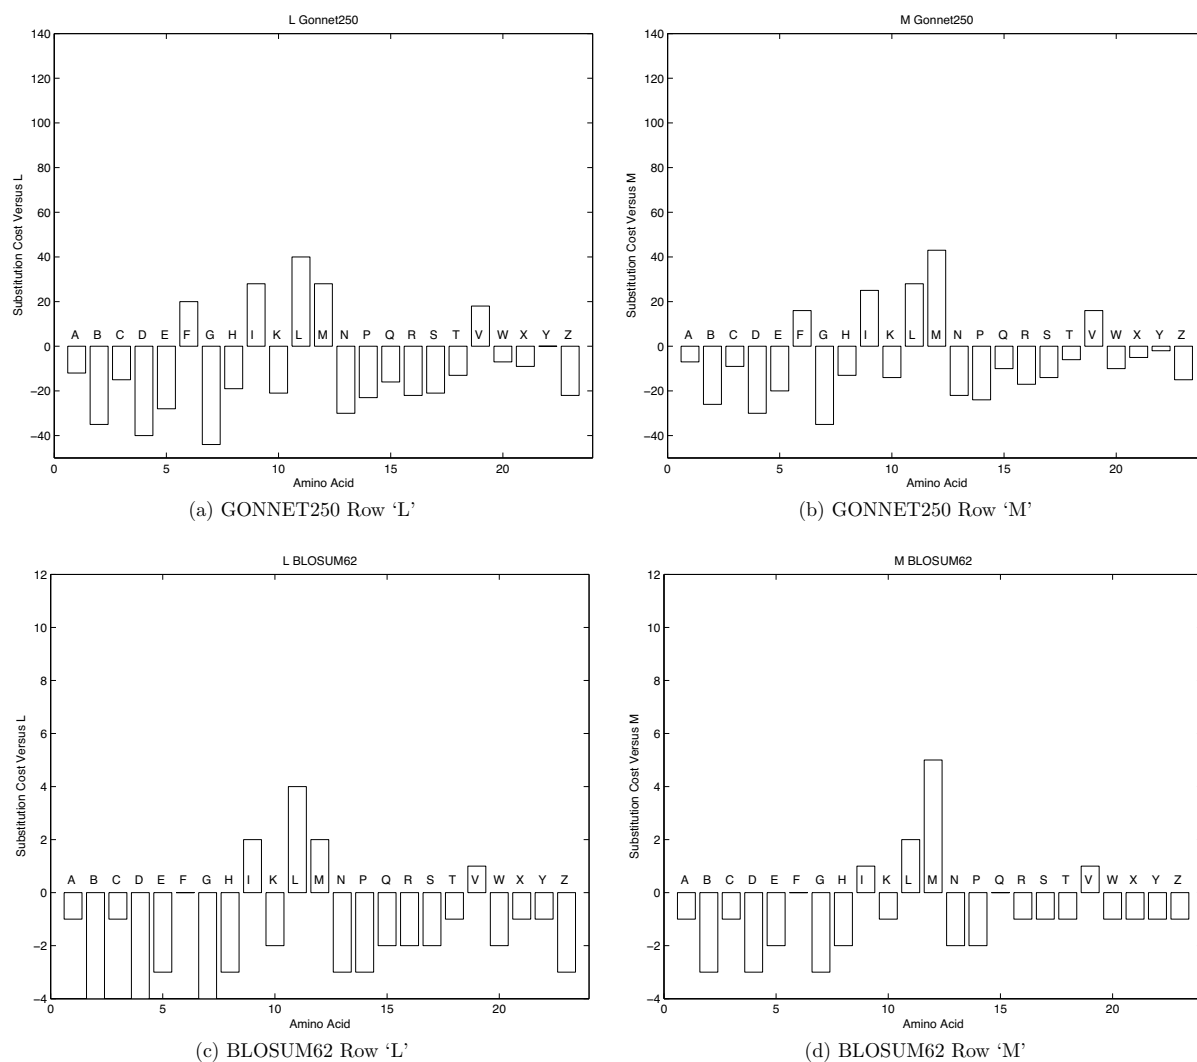 L Gonnet250
140
120
100
80
60
40
20
0
−20
−40
Substitution Cost Versus L
A B C D E F G H I K L M N P Q R S T V W X Y Z
0 5 10 15 20
Amino Acid
(a) GONNET250 Row ‘L’
M Gonnet250
140
120
100
80
60
40
20
0
−20
−40
Substitution Cost Versus M
A B C D E F G H I K L M N P Q R S T V W X Y Z
0 5 10 15 20
Amino Acid
(b) GONNET250 Row ‘M’
L BLOSUM62
12
10
8
6
4
2
0
−2
−4
Substitution Cost Versus L
A B C D E F G H I K L M N P Q R S T V W X Y Z
0 5 10 15 20
Amino Acid
(c) BLOSUM62 Row ‘L’
M BLOSUM62
12
10
8
6
4
2
0
−2
−4
Substitution Cost Versus M
A B C D E F G H I K L M N P Q R S T V W X Y Z
0 5 10 15 20
Amino Acid
(d) BLOSUM62 Row ‘M’